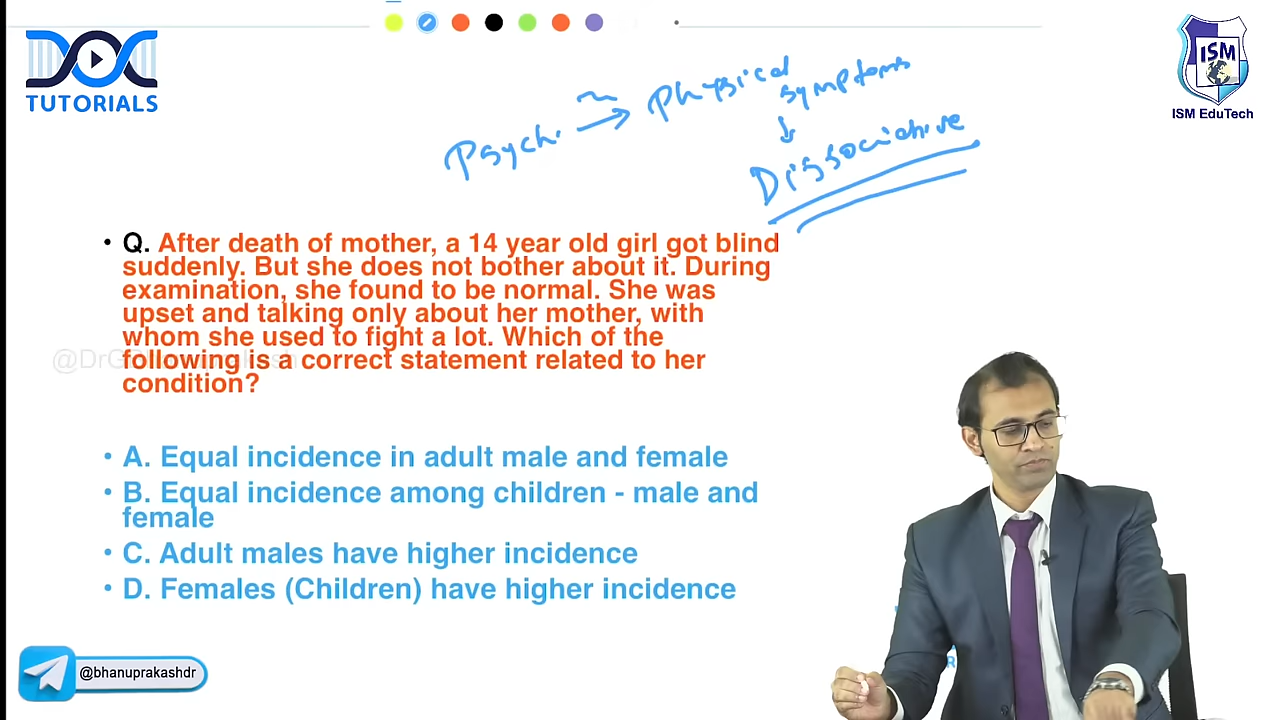 DOC
TUTORIALS
ISM
ISM EduTech
Psych. → Physical
symptoms
↓
Dissociative
• Q. After death of mother, a 14 year old girl got blind
suddenly. But she does not bother about it. During
examination, she found to be normal. She was
upset and talking only about her mother, with
whom she used to fight a lot. Which of the
following is a correct statement related to her
condition?
• A. Equal incidence in adult male and female
• B. Equal incidence among children - male and
female
• C. Adult males have higher incidence
• D. Females (Children) have higher incidence
@bhanuprakashdr